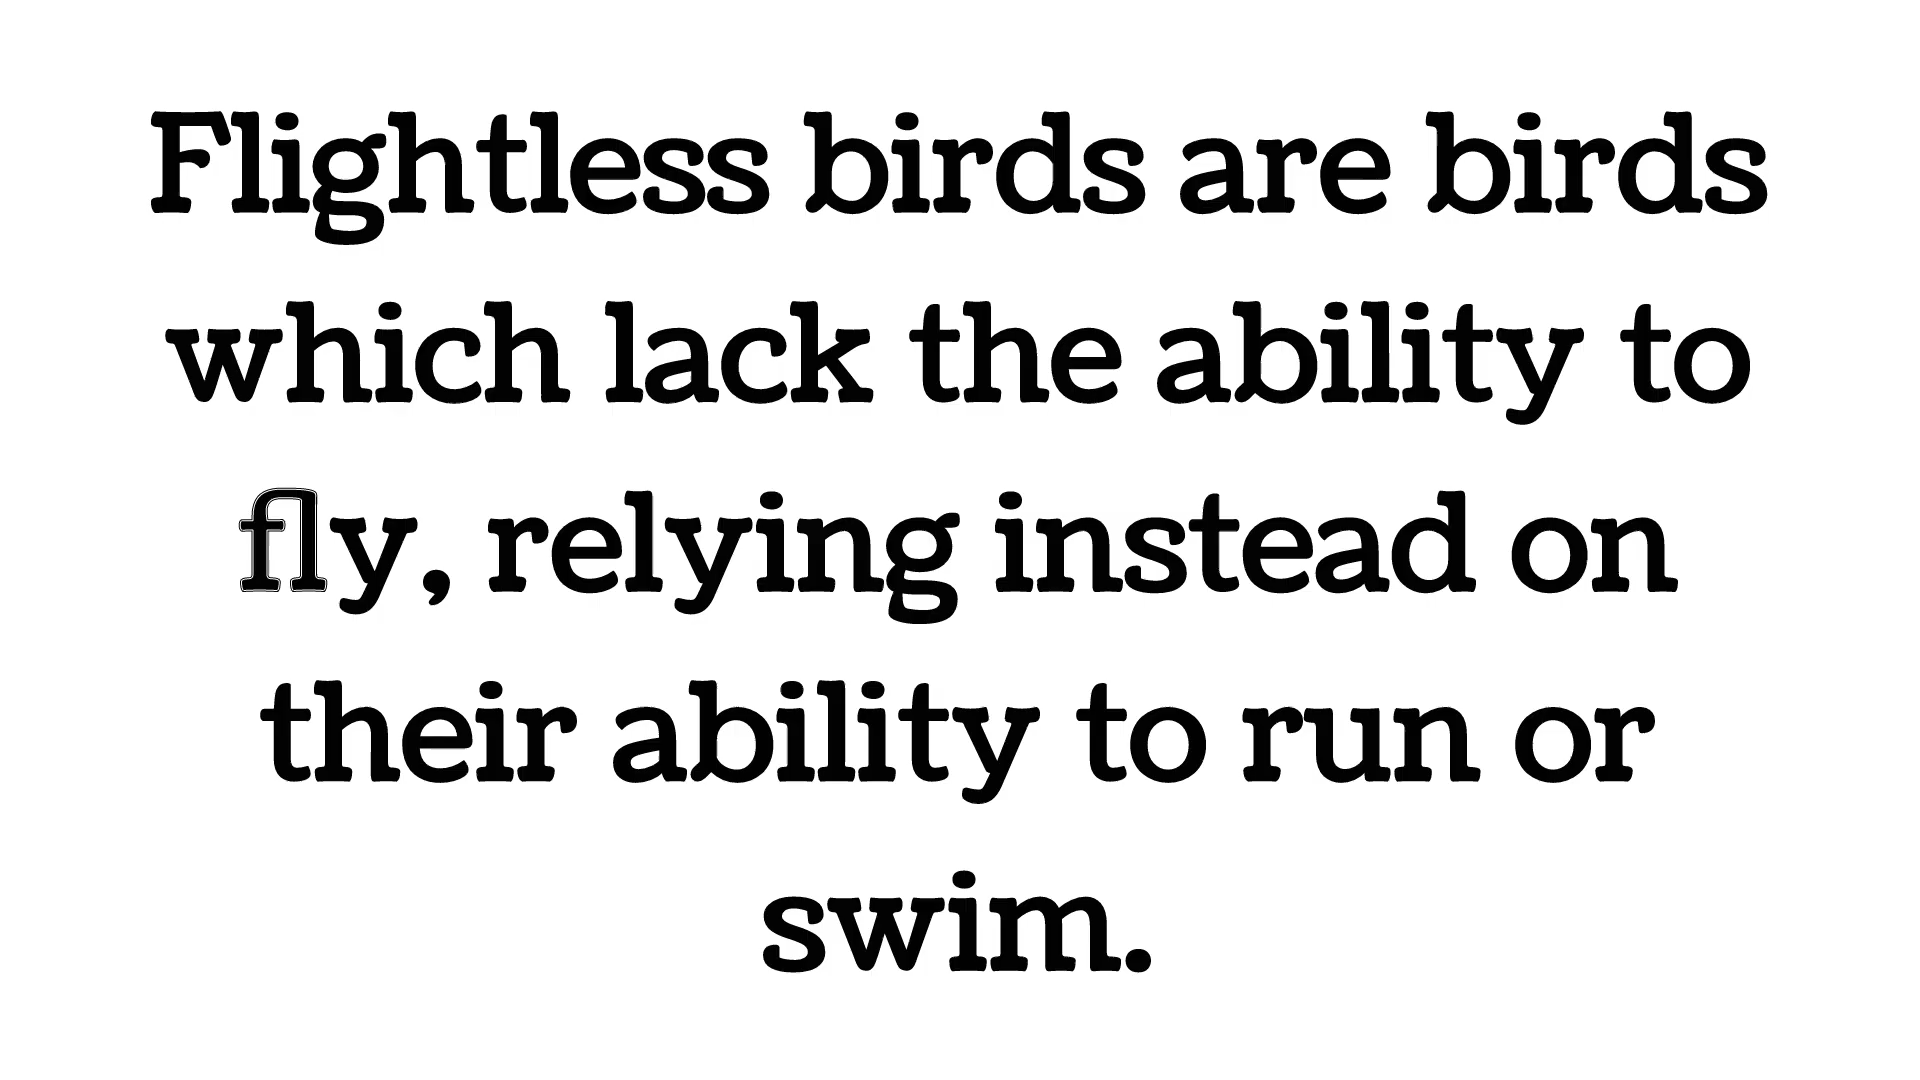 Flightless birds are birds
which lack the ability to
fly, relying instead on
their ability to run or
swim.